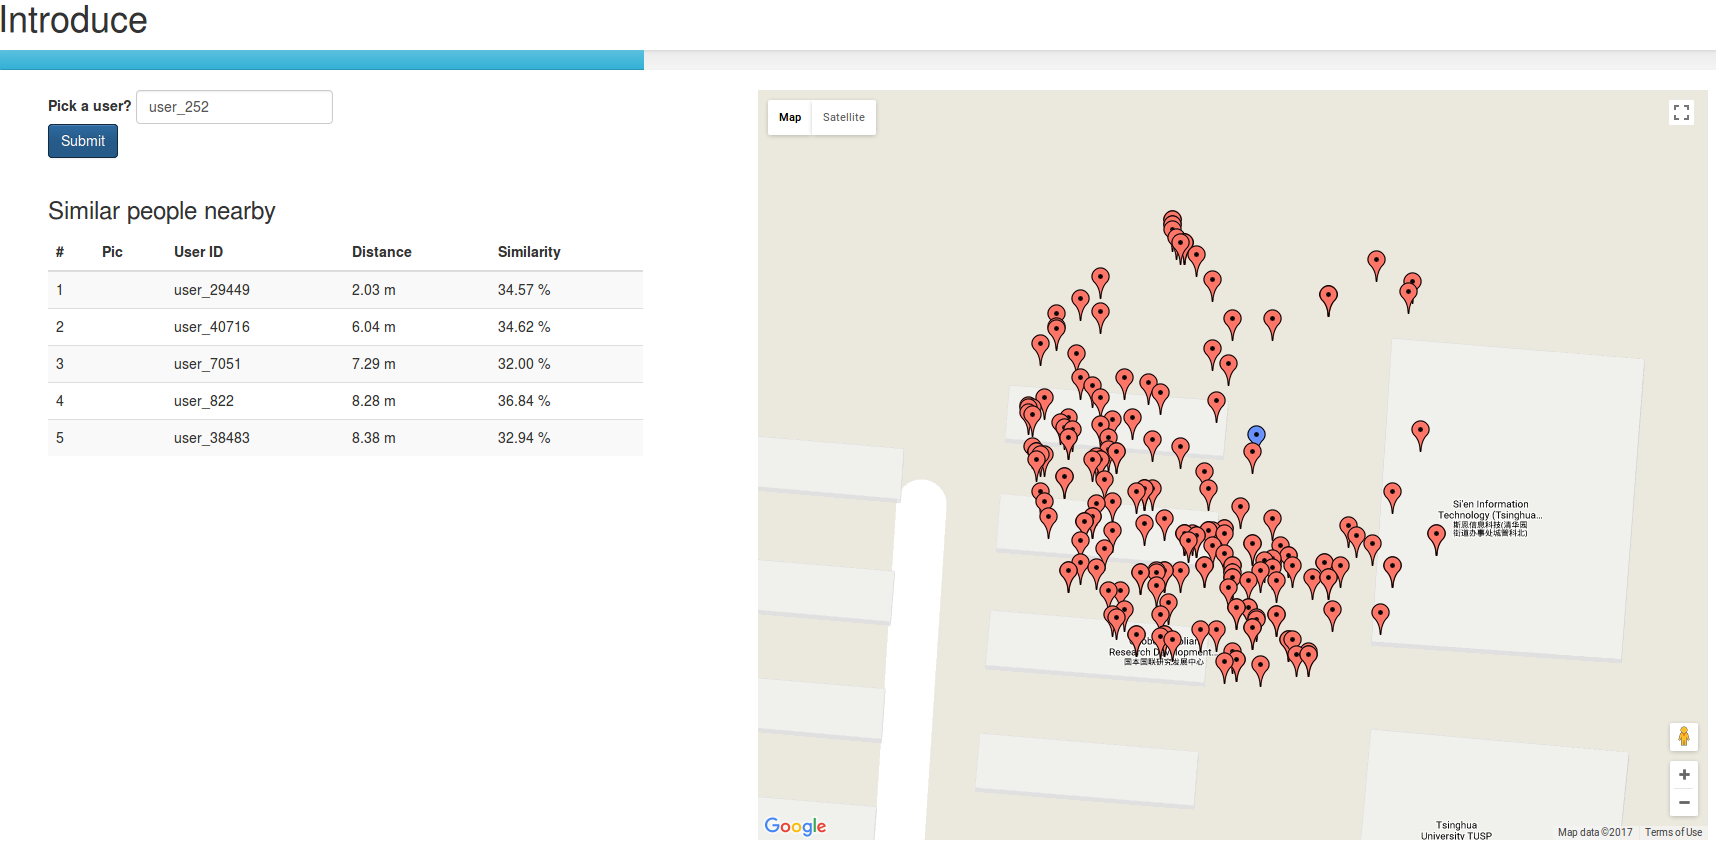 Introduce
Pick a user? user_252
Submit
Similar people nearby
# Pic User ID Distance Similarity
1 user_29449 2.03 m 34.57 %
2 user_40716 6.04 m 34.62 %
3 user_7051 7.29 m 32.00 %
4 user_822 8.28 m 36.84 %
5 user_38483 8.38 m 32.94 %
Map Satellite
Si'en Information
Technology (Tsinghua...
斯恩信息科技(清华园
街道办事处城管科北)
Research
国本国联研究发展中心
Tsinghua
University TUSP
Google
Map data ©2017 Terms of Use